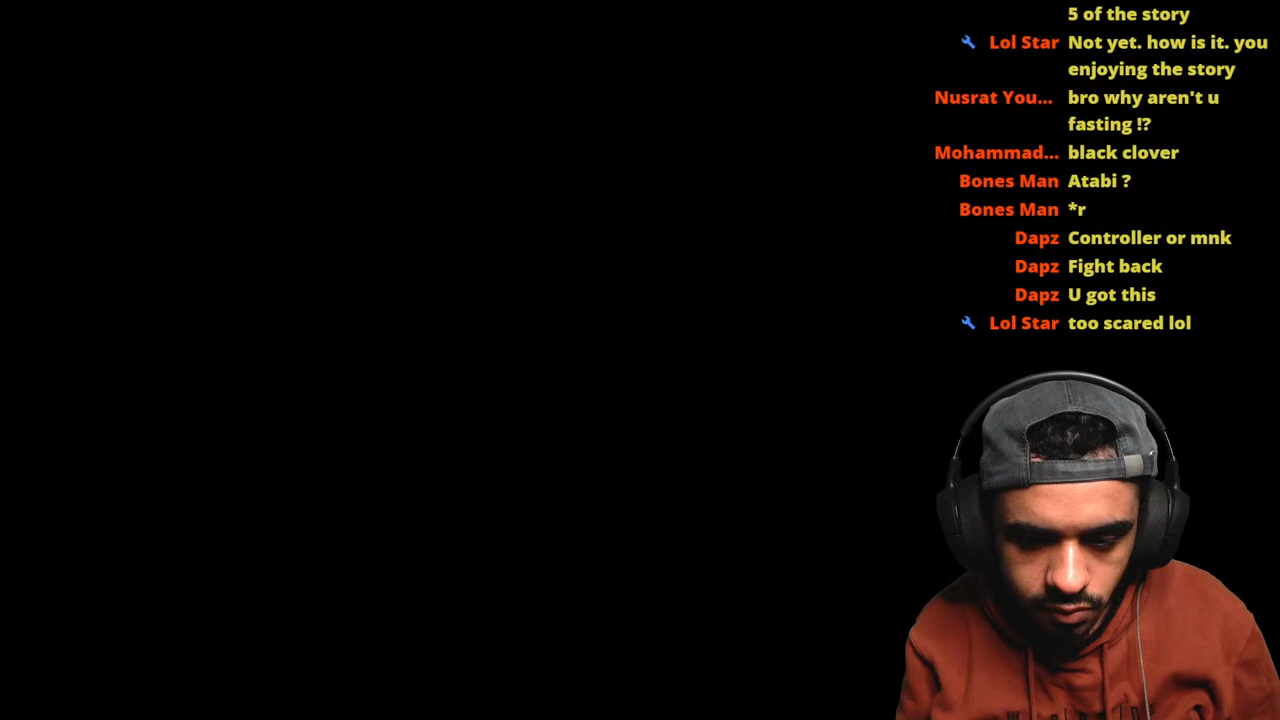 5 of the story
Lol Star Not yet. how is it. you
enjoying the story
Nusrat You... bro why aren't u
fasting !?
Mohammad... black clover
Bones Man Atabi ?
Bones Man *r
Dapz Controller or mnk
Dapz Fight back
Dapz U got this
Lol Star too scared lol